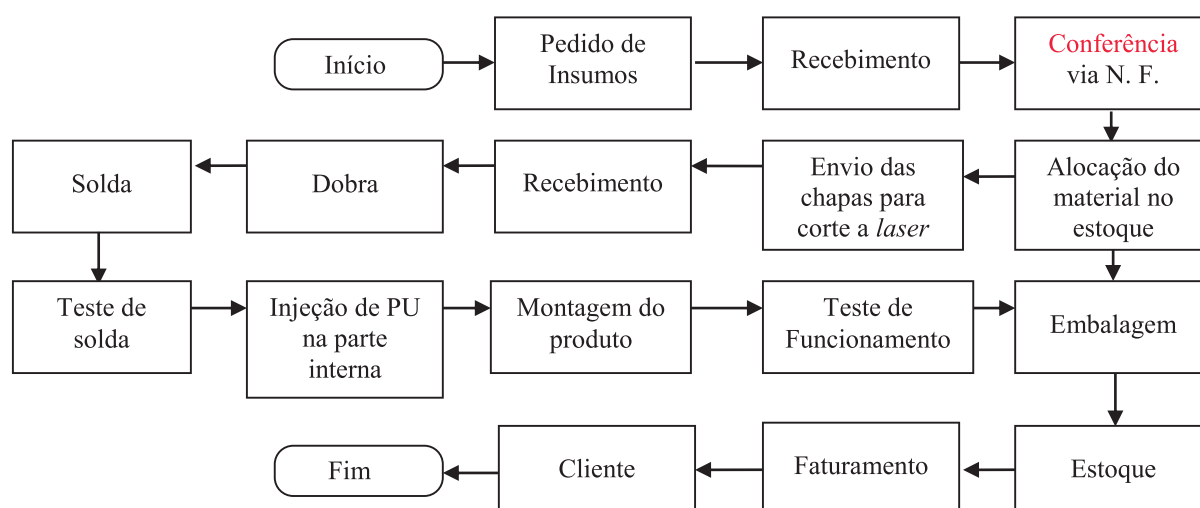 Início
Pedido de
Insumos
Recebimento
Conferência
via N. F.
Solda
Dobra
Recebimento
Envio das
chapas para
corte a laser
Alocação do
material no
estoque
Teste de
solda
Injeção de PU
na parte
interna
Montagem do
produto
Teste de
Funcionamento
Embalagem
Fim
Cliente
Faturamento
Estoque